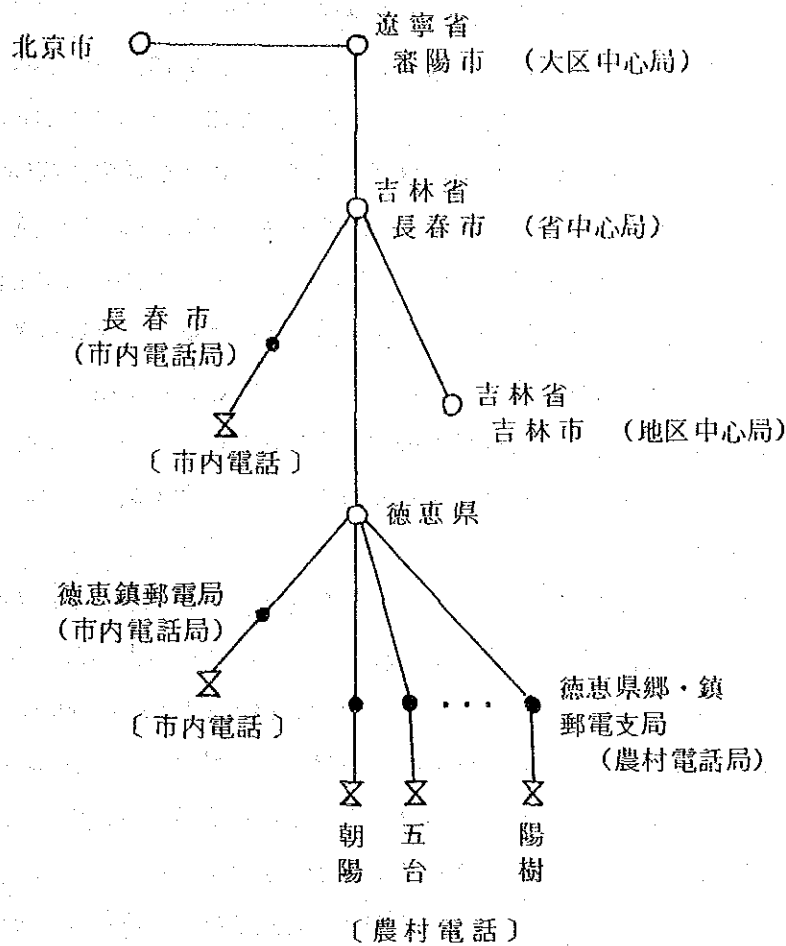 北京市
遼寧省
審陽市 (大区中心局)
吉林省
長春市 (省中心局)
長春市
(市内電話局)
〔市内電話〕
吉林省
吉林市 (地区中心局)
徳恵県
徳恵鎮郵電局
(市内電話局)
〔市内電話〕
徳恵県郷・鎮
郵電支局
(農村電話局)
朝陽
五台
陽樹
〔農村電話〕